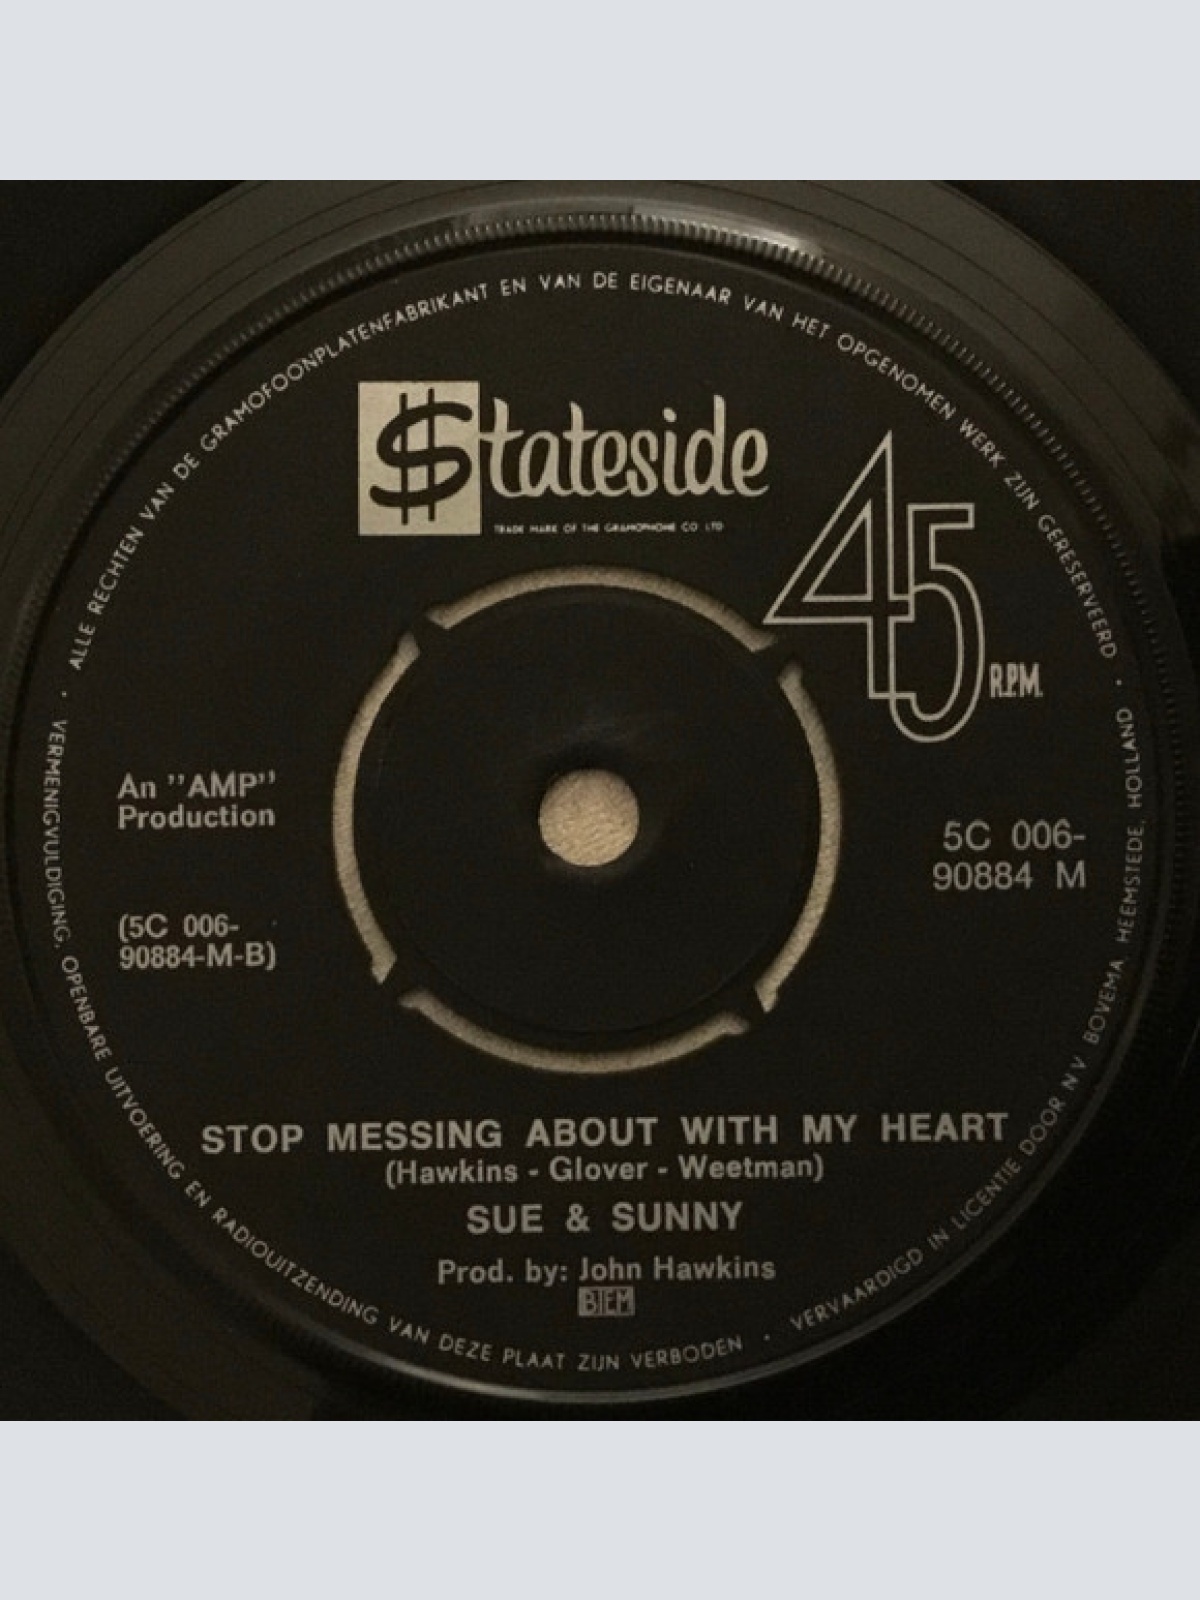 ALLE RECHTEN VAN DE GRAMOFOONPLATENFABRIKANT EN VAN DE EIGENAAR VAN HET OPGENOMEN WERK ZIJN GERESERVEERD ·
$tateside
TRADE MARK OF THE GRAMOPHONE CO LTD
45
R.P.M.
An "AMP"
Production
5C 006-
90884 M
(5C 006-
90884-M-B)
STOP MESSING ABOUT WITH MY HEART
(Hawkins - Glover - Weetman)
SUE & SUNNY
Prod. by: John Hawkins
BIEM
· VERMENIGVULDIGING, OPENBARE UITVOERING EN RADIOUITZENDING VAN DEZE PLAAT ZIJN VERBODEN · VERVAARDIGD IN LICENTIE DOOR N.V. BOVEMA HEEMSTEDE, HOLLAND